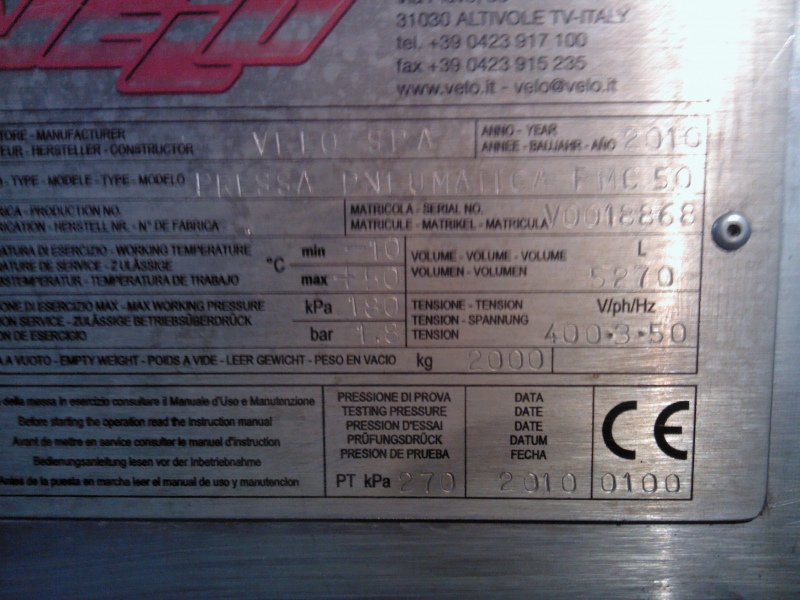 VELO
31030 ALTIVOLE TV-ITALY
tel. +39 0423 917 100
fax +39 0423 915 235
www.velo.it - velo@velo.it
TORE - MANUFACTURER
EUR - HERSTELLER - CONSTRUCTOR
VELO SPA
ANNO - YEAR
ANNEE - BAUJAHR - AÑO
2010
- TYPE - MODELE - TYPE - MODELO
PRESSA PNEUMATICA PMC 50
RICA - PRODUCTION NO.
ICATION - HERSTELL NR. - N° DE FABRICA
MATRICOLA - SERIAL NO.
MATRICULE - MATRIKEL - MATRICULA
V0018868
ATURA DI ESERCIZIO - WORKING TEMPERATURE
ATURE DE SERVICE - ZULÄSSIGE
BSTEMPERATUR - TEMPERATURA DE TRABAJO
°C
min -10
max +50
VOLUME - VOLUME - VOLUME
VOLUMEN - VOLUMEN
L
5270
ONE DI ESERCIZIO MAX - MAX WORKING PRESSURE
ION SERVICE - ZULÄSSIGE BETRIEBSÜBERDRÜCK
ON DE ESERCIGIO
kPa 180
bar 1.8
TENSIONE - TENSION
TENSION - SPANNUNG
TENSION
V/ph/Hz
400·3·50
A A VUOTO - EMPTY WEIGHT - POIDS A VIDE - LEER GEWICHT - PESO EN VACIO
kg 2000
della messa in esercizio consultare il Manuale d'Uso e Manutenzione
Before starting the operation read the instruction manual
Avant de mettre en service consulter le manuel d'instruction
Bedienungsanleitung lesen vor der Inbetriebnahme
Antes de la puesta en marcha leer el manual de uso y manutencion
PRESSIONE DI PROVA
TESTING PRESSURE
PRESSION D'ESSAI
PRÜFUNGSDRÜCK
PRESION DE PRUEBA
PT kPa 270
DATA
DATE
DATE
DATUM
FECHA
2010
CE
0100